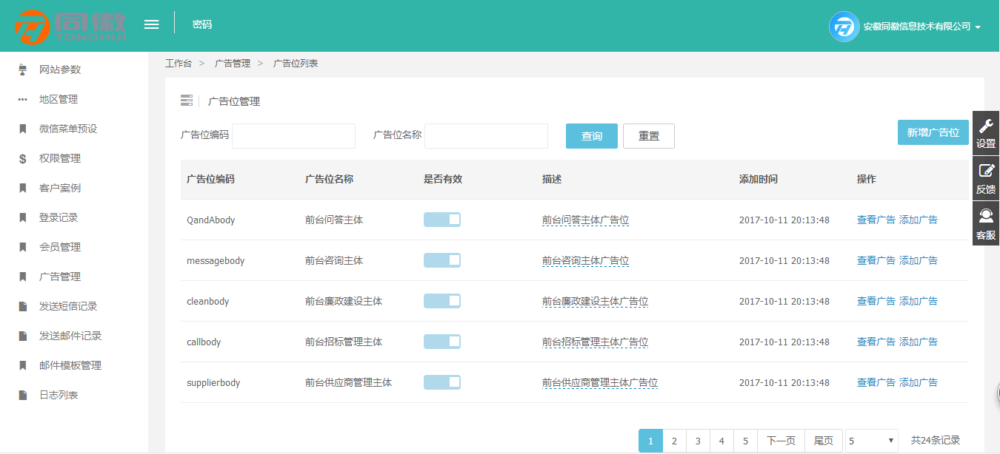 同徽
TONGHUI
密码
安徽同徽信息技术有限公司
网站参数
地区管理
微信菜单预设
权限管理
客户案例
登录记录
会员管理
广告管理
发送短信记录
发送邮件记录
邮件模板管理
日志列表
工作台 > 广告管理 > 广告位列表
广告位管理
广告位编码 广告位名称 查询 重置 新增广告位
广告位编码 广告位名称 是否有效 描述 添加时间 操作
QandAbody 前台问答主体 前台问答主体广告位 2017-10-11 20:13:48 查看广告 添加广告
messagebody 前台咨询主体 前台咨询主体广告位 2017-10-11 20:13:48 查看广告 添加广告
cleanbody 前台廉政建设主体 前台廉政建设主体广告位 2017-10-11 20:13:48 查看广告 添加广告
callbody 前台招标管理主体 前台招标管理主体广告位 2017-10-11 20:13:48 查看广告 添加广告
supplierbody 前台供应商管理主体 前台供应商管理主体广告位 2017-10-11 20:13:48 查看广告 添加广告
1 2 3 4 5 下一页 尾页 5 共24条记录
设置
反馈
客服